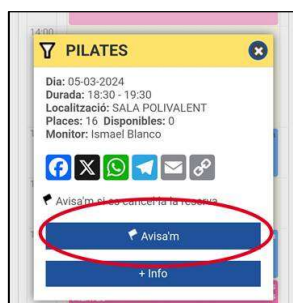 14:00
PILATES
Dia: 05-03-2024
Durada: 18:30 - 19:30
Localització: SALA POLIVALENT
Places: 16 Disponibles: 0
Monitor: Ismael Blanco
Avisa'm si es cancel·la la reserva
Avisa'm
+ Info